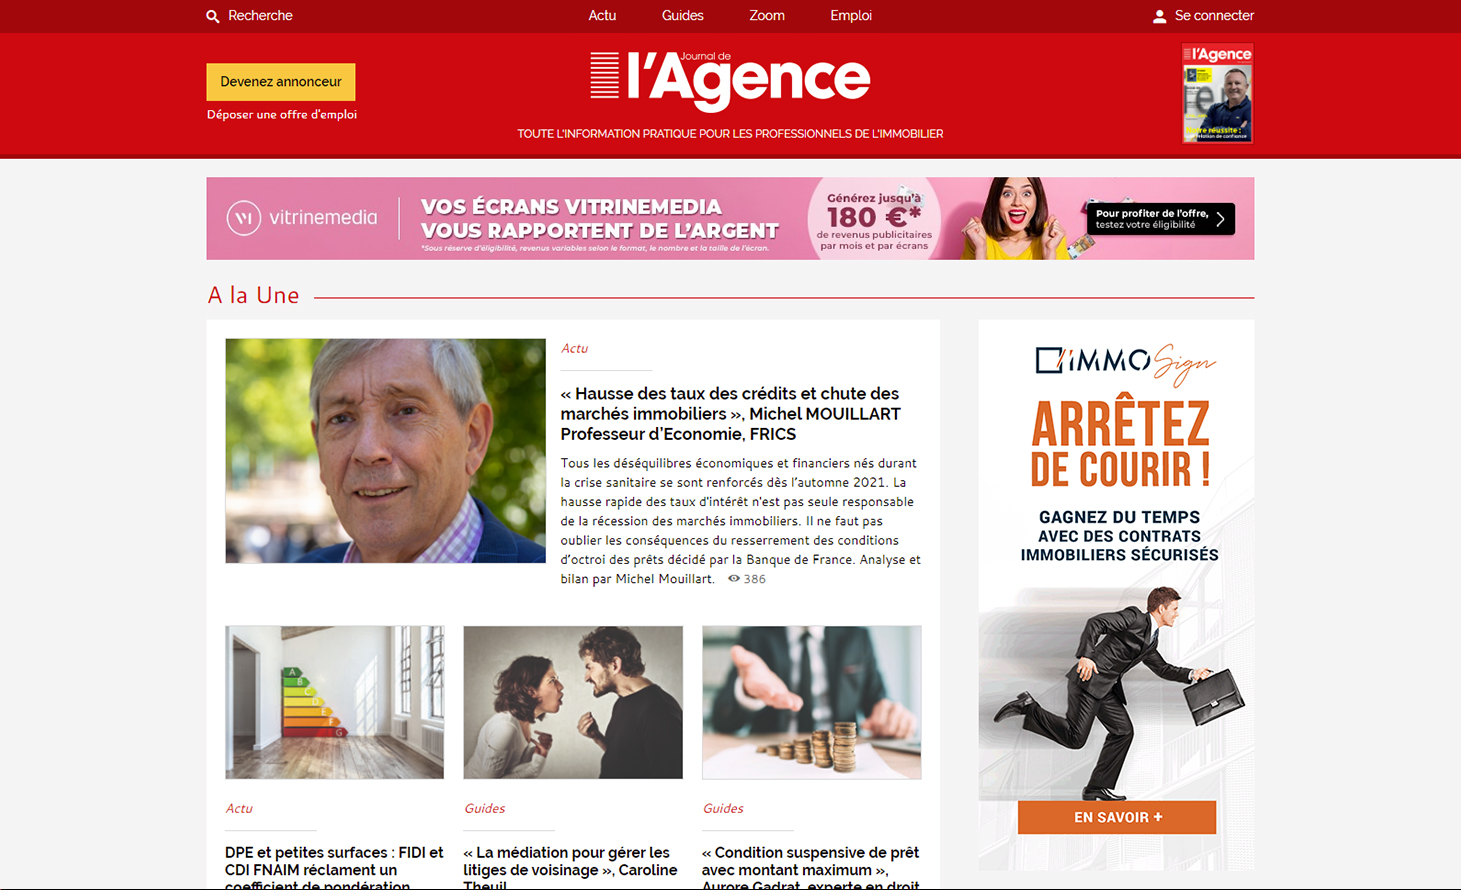 Recherche
Actu
Guides
Zoom
Emploi
Se connecter
Devenez annonceur
Déposer une offre d'emploi
Journal de
l'Agence
TOUTE L'INFORMATION PRATIQUE POUR LES PROFESSIONNELS DE L'IMMOBILIER
l'Agence
vitrinemedia
VOS ÉCRANS VITRINEMEDIA
VOUS RAPPORTENT DE L'ARGENT
*Sous réserve d'éligibilité, revenus variables selon le format, le nombre et la taille de l'écran.
Générez jusqu'à
180 €*
de revenus publicitaires
par mois et par écrans
Pour profiter de l'offre,
testez votre éligibilité
A la Une
Actu
« Hausse des taux des crédits et chute des
marchés immobiliers », Michel MOUILLART
Professeur d'Economie, FRICS
Tous les déséquilibres économiques et financiers nés durant
la crise sanitaire se sont renforcés dès l'automne 2021. La
hausse rapide des taux d'intérêt n'est pas seule responsable
de la récession des marchés immobiliers. Il ne faut pas
oublier les conséquences du resserrement des conditions
d'octroi des prêts décidé par la Banque de France. Analyse et
bilan par Michel Mouillart. 386
IMMO Sign
ARRÊTEZ
DE COURIR !
GAGNEZ DU TEMPS
AVEC DES CONTRATS
IMMOBILIERS SÉCURISÉS
EN SAVOIR +
A
B
C
D
E
F
G
Actu
DPE et petites surfaces : FIDI et
CDI FNAIM réclament un
coefficient de pondération
Guides
« La médiation pour gérer les
litiges de voisinage », Caroline
Theuil
Guides
« Condition suspensive de prêt
avec montant maximum »,
Aurore Gadrat, experte en droit